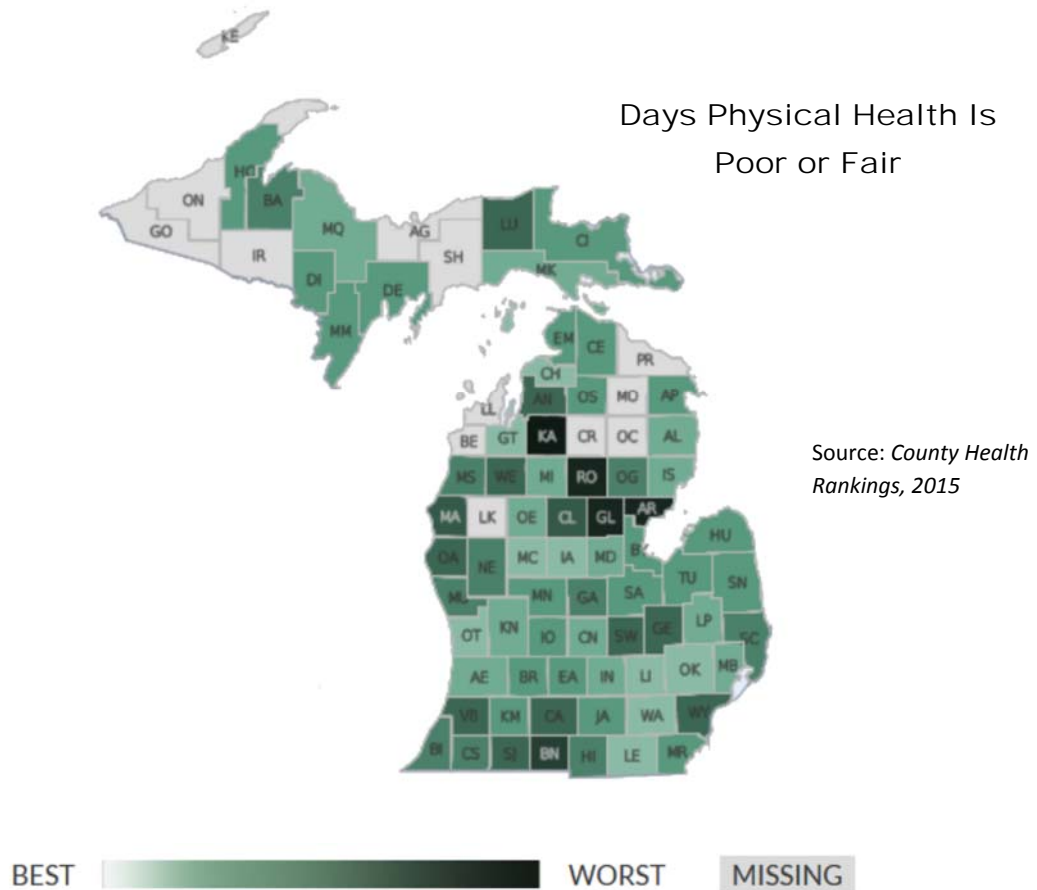 KE
Days Physical Health Is
Poor or Fair
HO
BA
ON
GO
IR
MQ
AG
SH
LU
CI
MK
DI
DE
MM
EM
CE
PR
CH
AN
OS
MO
AP
LL
BE
GT
KA
CR
OC
AL
Source: County Health
Rankings, 2015
MS
WE
MI
RO
OG
IS
MA
LK
OE
CL
GL
AR
HU
OA
NE
MC
IA
MD
BY
TU
SN
MU
MN
GA
SA
OT
KN
IO
CN
SW
GE
LP
SC
AE
BR
EA
IN
LI
OK
MB
VB
KM
CA
JA
WA
WY
BI
CS
SJ
BN
HI
LE
MR
BEST WORST MISSING